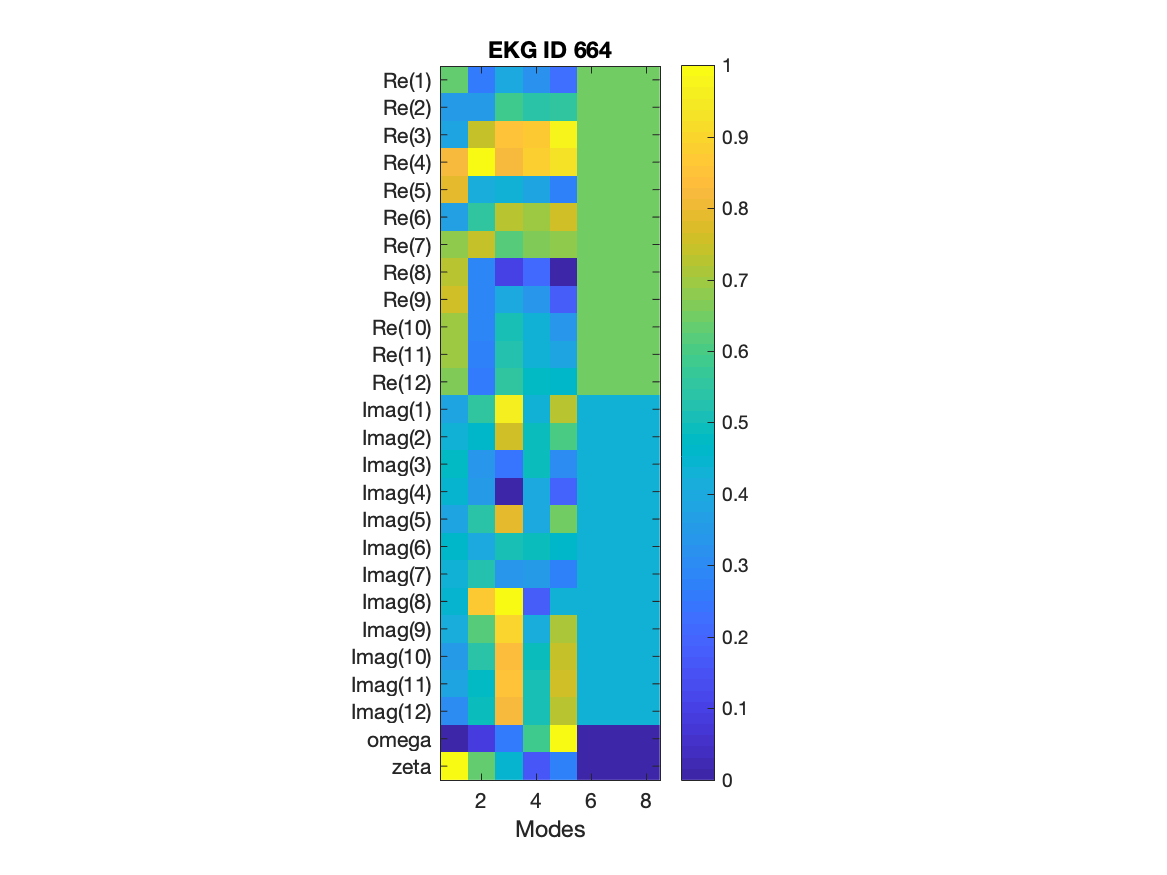 EKG ID 664
Re(1)
Re(2)
Re(3)
Re(4)
Re(5)
Re(6)
Re(7)
Re(8)
Re(9)
Re(10)
Re(11)
Re(12)
Imag(1)
Imag(2)
Imag(3)
Imag(4)
Imag(5)
Imag(6)
Imag(7)
Imag(8)
Imag(9)
Imag(10)
Imag(11)
Imag(12)
omega
zeta
2 4 6 8
Modes
1
0.9
0.8
0.7
0.6
0.5
0.4
0.3
0.2
0.1
0